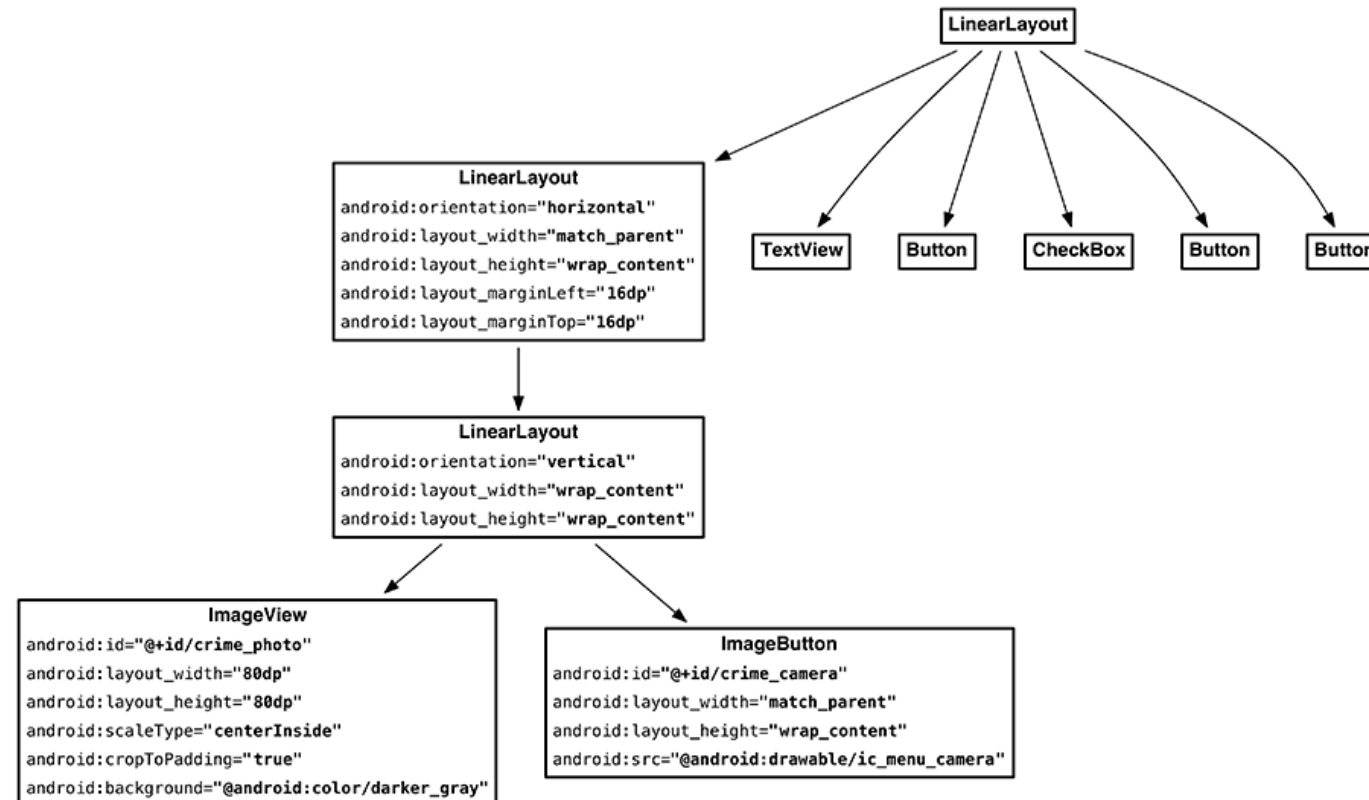 LinearLayout
LinearLayout
android:orientation="horizontal"
android:layout_width="match_parent"
android:layout_height="wrap_content"
android:layout_marginLeft="16dp"
android:layout_marginTop="16dp"
TextView
Button
CheckBox
Button
Button
LinearLayout
android:orientation="vertical"
android:layout_width="wrap_content"
android:layout_height="wrap_content"
ImageView
android:id="@+id/crime_photo"
android:layout_width="80dp"
android:layout_height="80dp"
android:scaleType="centerInside"
android:cropToPadding="true"
android:background="@android:color/darker_gray"
ImageButton
android:id="@+id/crime_camera"
android:layout_width="match_parent"
android:layout_height="wrap_content"
android:src="@android:drawable/ic_menu_camera"